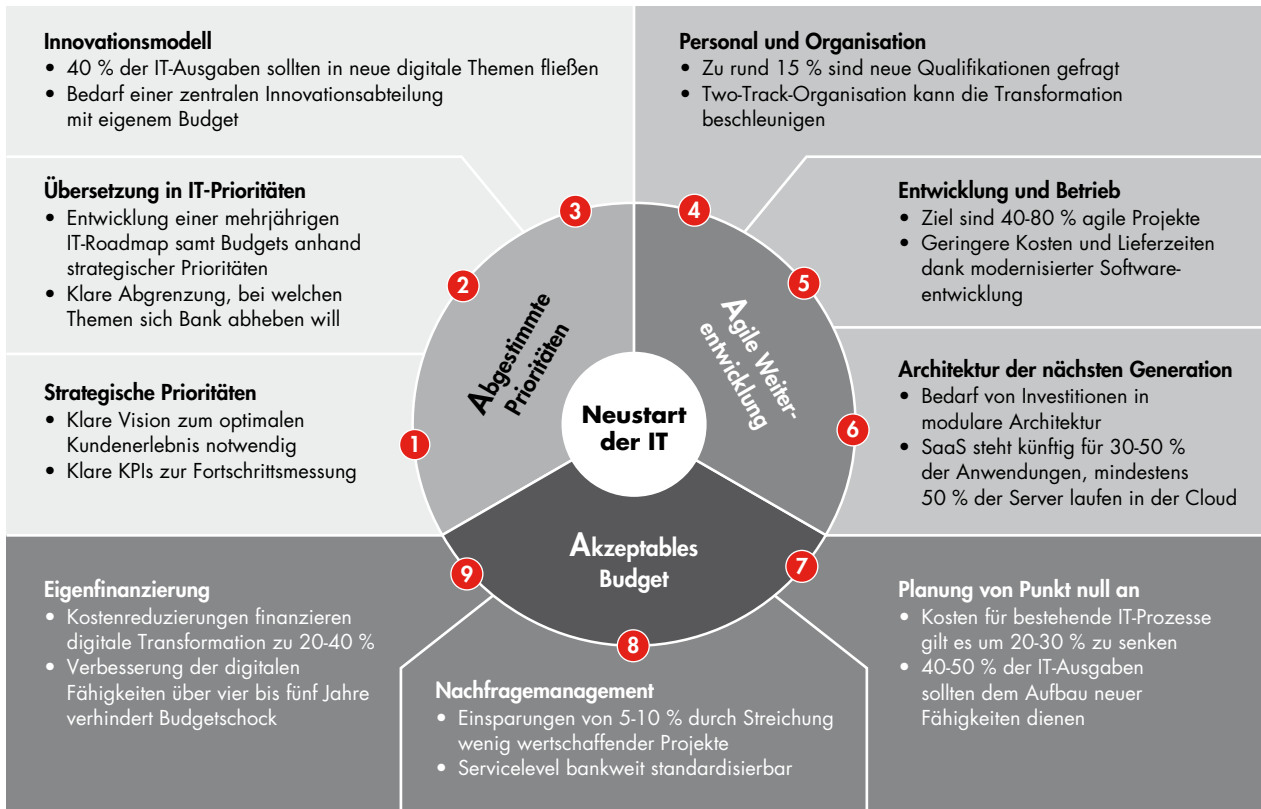 Innovationsmodell
• 40 % der IT-Ausgaben sollten in neue digitale Themen fließen
• Bedarf einer zentralen Innovationsabteilung
mit eigenem Budget
Personal und Organisation
• Zu rund 15 % sind neue Qualifikationen gefragt
• Two-Track-Organisation kann die Transformation
beschleunigen
Übersetzung in IT-Prioritäten
• Entwicklung einer mehrjährigen
IT-Roadmap samt Budgets anhand
strategischer Prioritäten
• Klare Abgrenzung, bei welchen
Themen sich Bank abheben will
Entwicklung und Betrieb
• Ziel sind 40-80 % agile Projekte
• Geringere Kosten und Lieferzeiten
dank modernisierter Software-
entwicklung
Strategische Prioritäten
• Klare Vision zum optimalen
Kundenerlebnis notwendig
• Klare KPIs zur Fortschrittsmessung
Architektur der nächsten Generation
• Bedarf von Investitionen in
modulare Architektur
• SaaS steht künftig für 30-50 %
der Anwendungen, mindestens
50 % der Server laufen in der Cloud
1
2
3
4
5
6
7
8
9
Abgestimmte
Prioritäten
Agile Weiter-
entwicklung
Neustart
der IT
Akzeptables
Budget
Eigenfinanzierung
• Kostenreduzierungen finanzieren
digitale Transformation zu 20-40 %
• Verbesserung der digitalen
Fähigkeiten über vier bis fünf Jahre
verhindert Budgetschock
Nachfragemanagement
• Einsparungen von 5-10 % durch Streichung
wenig wertschaffender Projekte
• Servicelevel bankweit standardisierbar
Planung von Punkt null an
• Kosten für bestehende IT-Prozesse
gilt es um 20-30 % zu senken
• 40-50 % der IT-Ausgaben
sollten dem Aufbau neuer
Fähigkeiten dienen